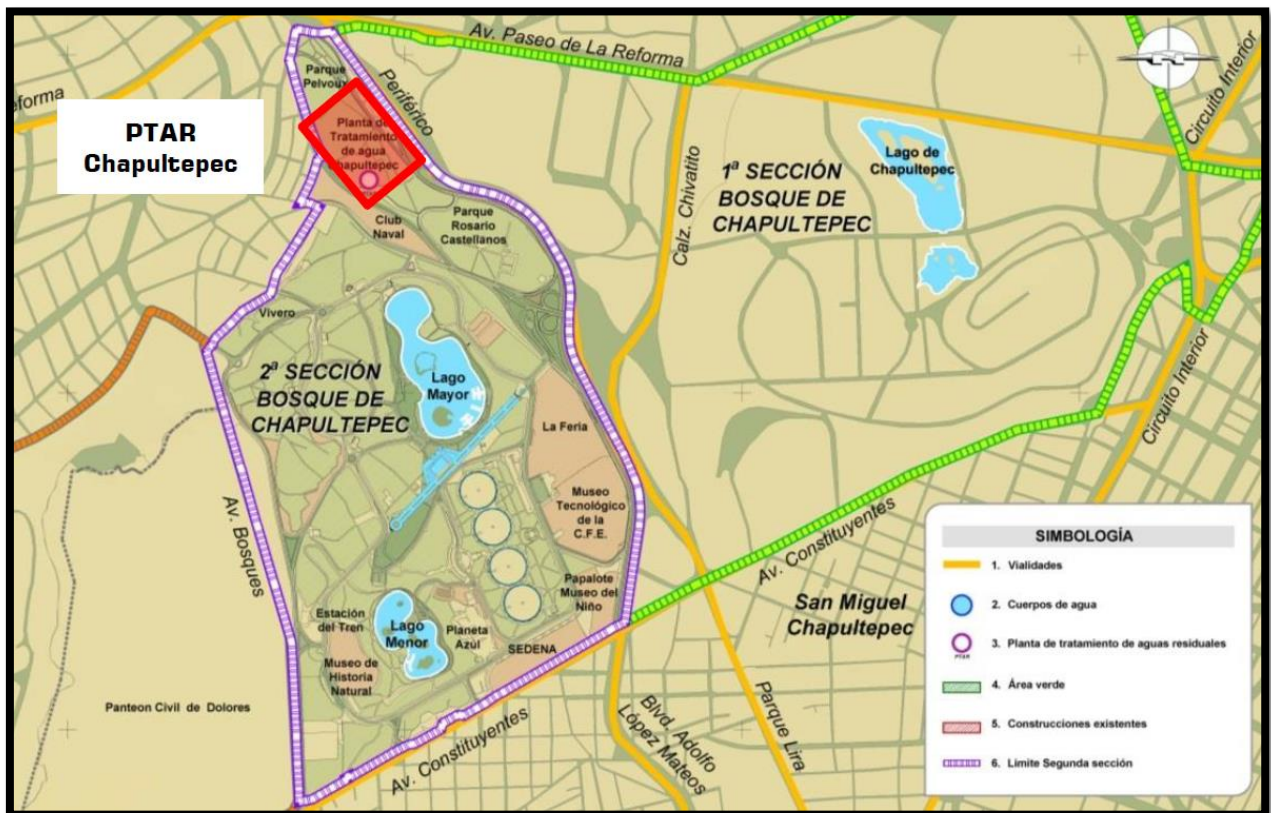 Av. Paseo de La Reforma
Circuito Interior
Parque
Pelvoux
Periférico
eforma
PTAR
Chapultepec
Planta de
Tratamiento
de agua
Chapultepec
Club
Naval
Parque
Rosario
Castellanos
Calz. Chivatito
1ª SECCIÓN
BOSQUE DE
CHAPULTEPEC
Lago de
Chapultepec
Vivero
2ª SECCIÓN
BOSQUE DE
CHAPULTEPEC
Lago
Mayor
La Feria
Circuito Interior
Museo
Tecnológico
de la
C.F.E.
Av. Bosques
Av. Constituyentes
Papalote
Museo del
Niño
San Miguel
Chapultepec
Estación
del Tren
Lago
Menor
Planeta
Azúl
SEDENA
Museo de
Historia
Natural
Panteon Civil de Dolores
Av. Constituyentes
Blvd. Adolfo
López Mateos
Parque Lira
SIMBOLOGÍA
1. Vialidades
2. Cuerpos de agua
3. Planta de tratamiento de aguas residuales
PTAR
4. Área verde
5. Construcciones existentes
6. Limite Segunda sección